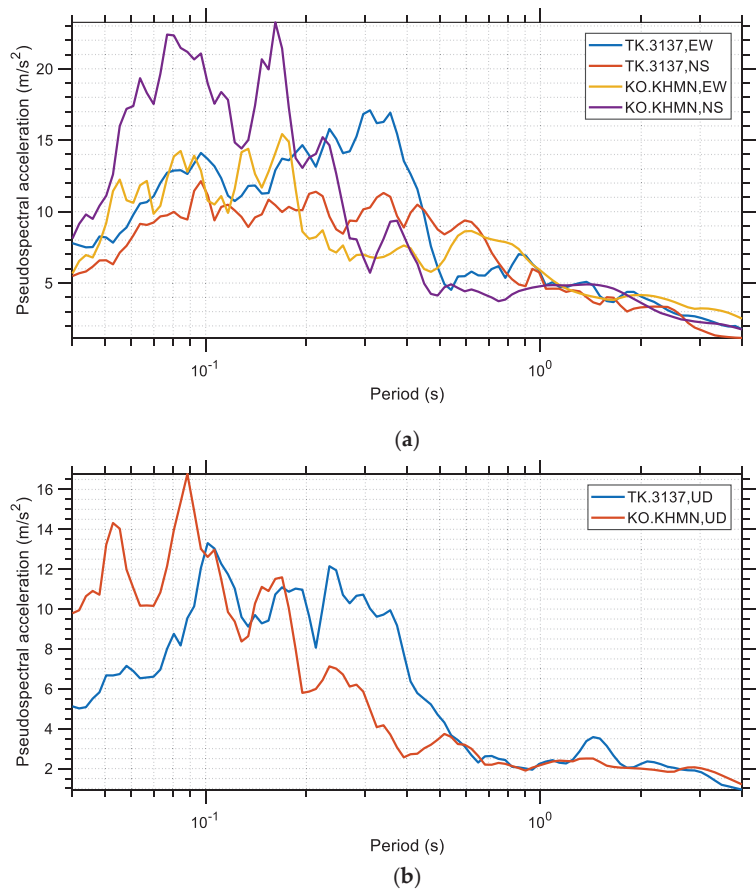 TK.3137,EW
TK.3137,NS
KO.KHMN,EW
KO.KHMN,NS
20
15
10
5
Pseudospectral acceleration (m/s²)
10⁻¹
10⁰
Period (s)
(a)
TK.3137,UD
KO.KHMN,UD
16
14
12
10
8
6
4
2
Pseudospectral acceleration (m/s²)
10⁻¹
10⁰
Period (s)
(b)